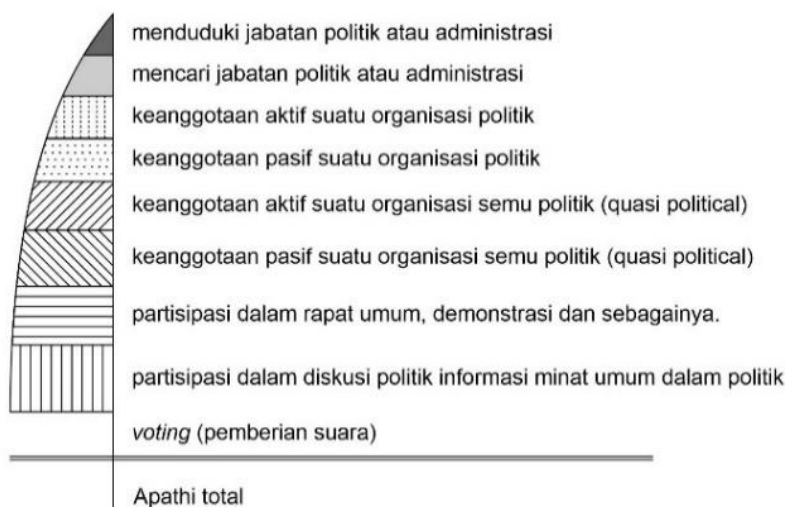 menduduki jabatan politik atau administrasi
mencari jabatan politik atau administrasi
keanggotaan aktif suatu organisasi politik
keanggotaan pasif suatu organisasi politik
keanggotaan aktif suatu organisasi semu politik (quasi political)
keanggotaan pasif suatu organisasi semu politik (quasi political)
partisipasi dalam rapat umum, demonstrasi dan sebagainya.
partisipasi dalam diskusi politik informasi minat umum dalam politik
voting (pemberian suara)
Apathi total